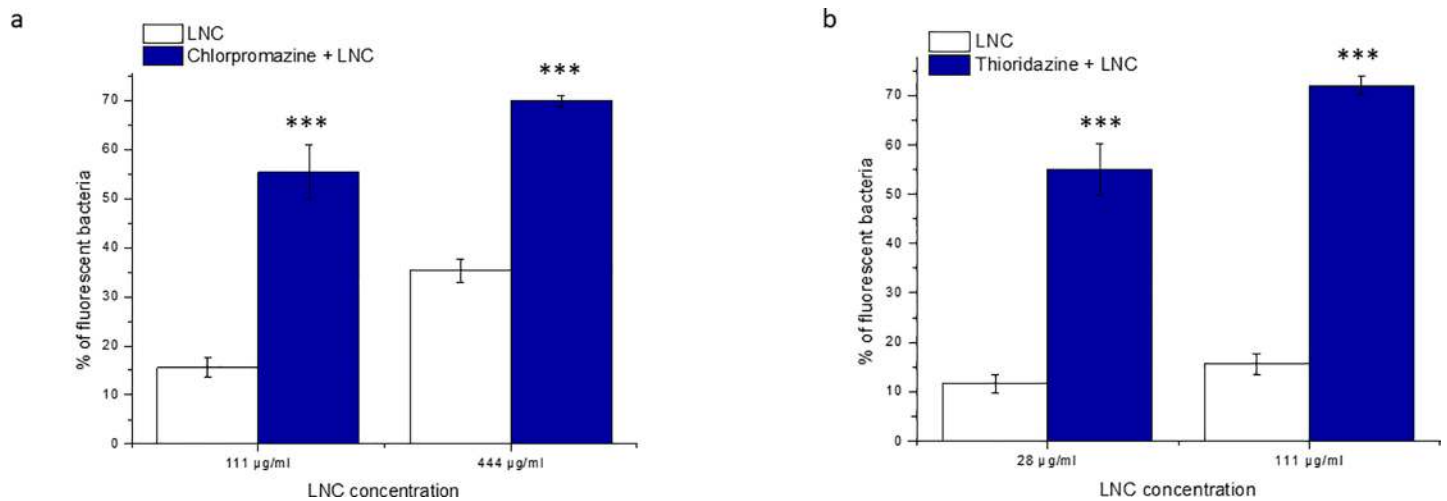 a
LNC
Chlorpromazine + LNC
***
***
% of fluorescent bacteria
70
60
50
40
30
20
10
0
111 µg/ml
444 µg/ml
LNC concentration
b
LNC
Thioridazine + LNC
***
***
% of fluorescent bacteria
70
60
50
40
30
20
10
0
28 µg/ml
111 µg/ml
LNC concentration